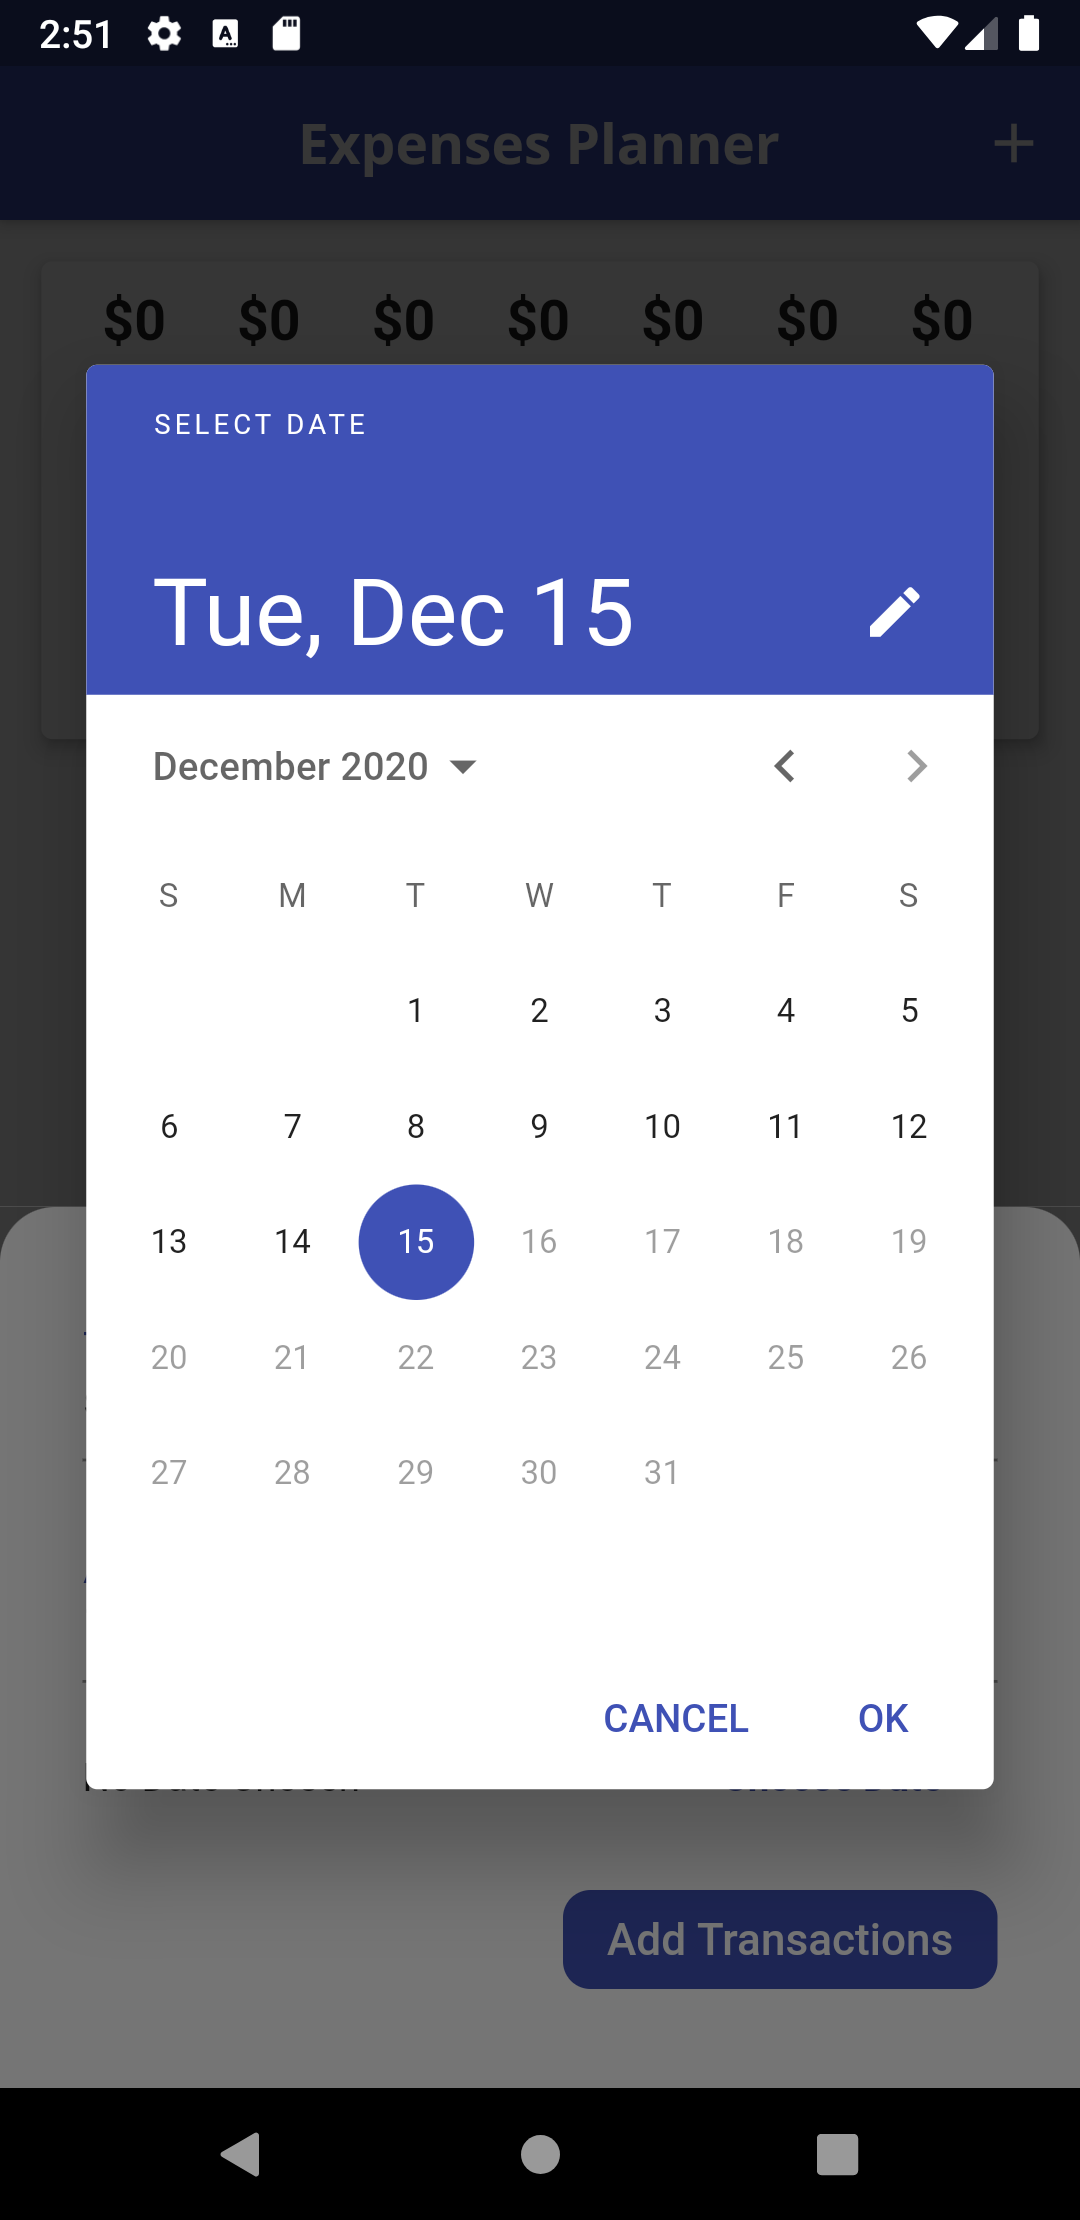 2:51
Expenses Planner
$0 $0 $0 $0 $0 $0 $0
SELECT DATE
Tue, Dec 15
December 2020
S M T W T F S
1 2 3 4 5
6 7 8 9 10 11 12
13 14 15 16 17 18 19
20 21 22 23 24 25 26
27 28 29 30 31
CANCEL OK
Add Transactions